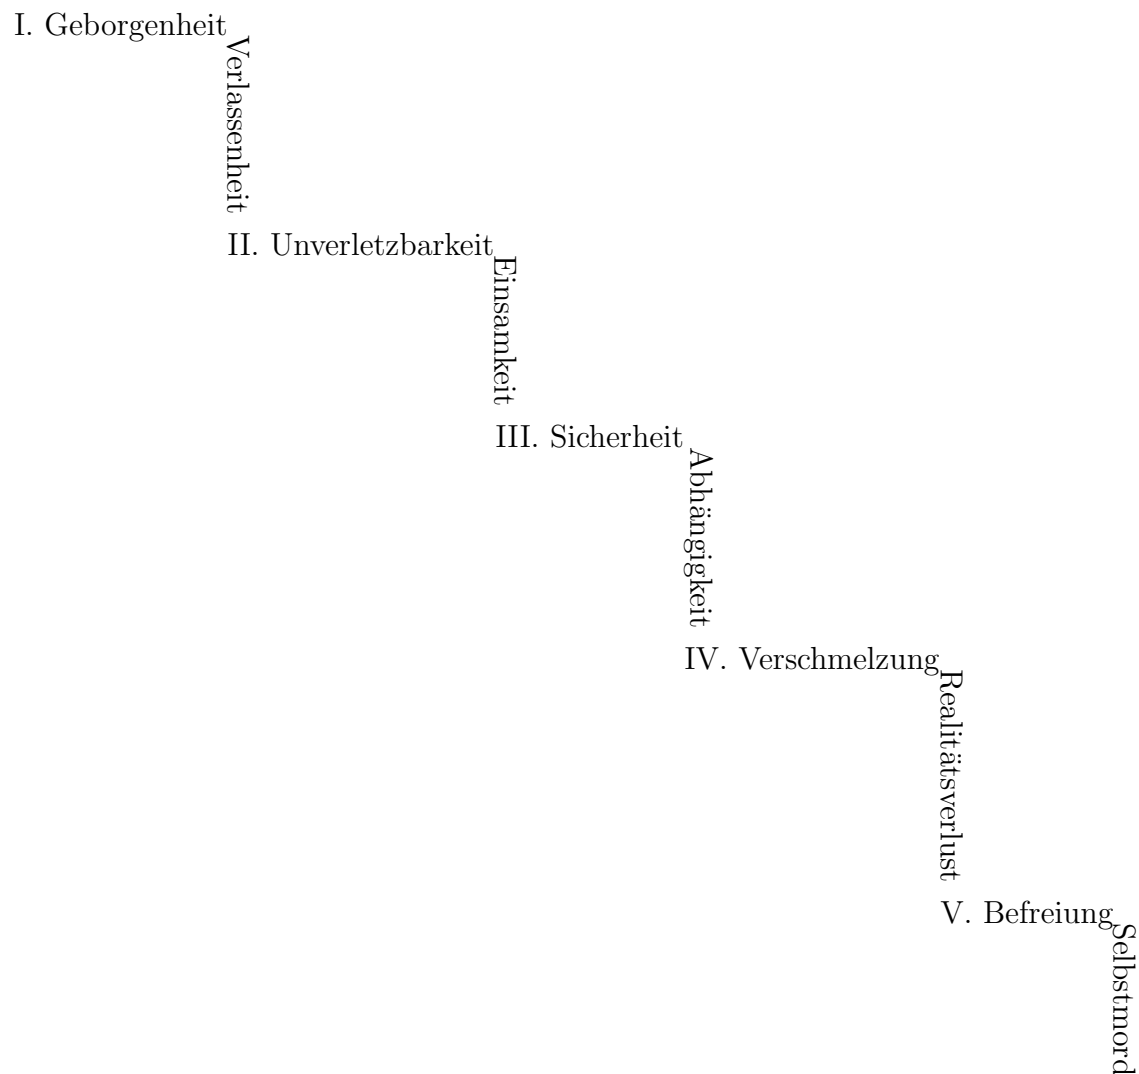 I. Geborgenheit
Verlassenheit
II. Unverletzbarkeit
Einsamkeit
III. Sicherheit
Abhängigkeit
IV. Verschmelzung
Realitätsverlust
V. Befreiung
Selbstmord